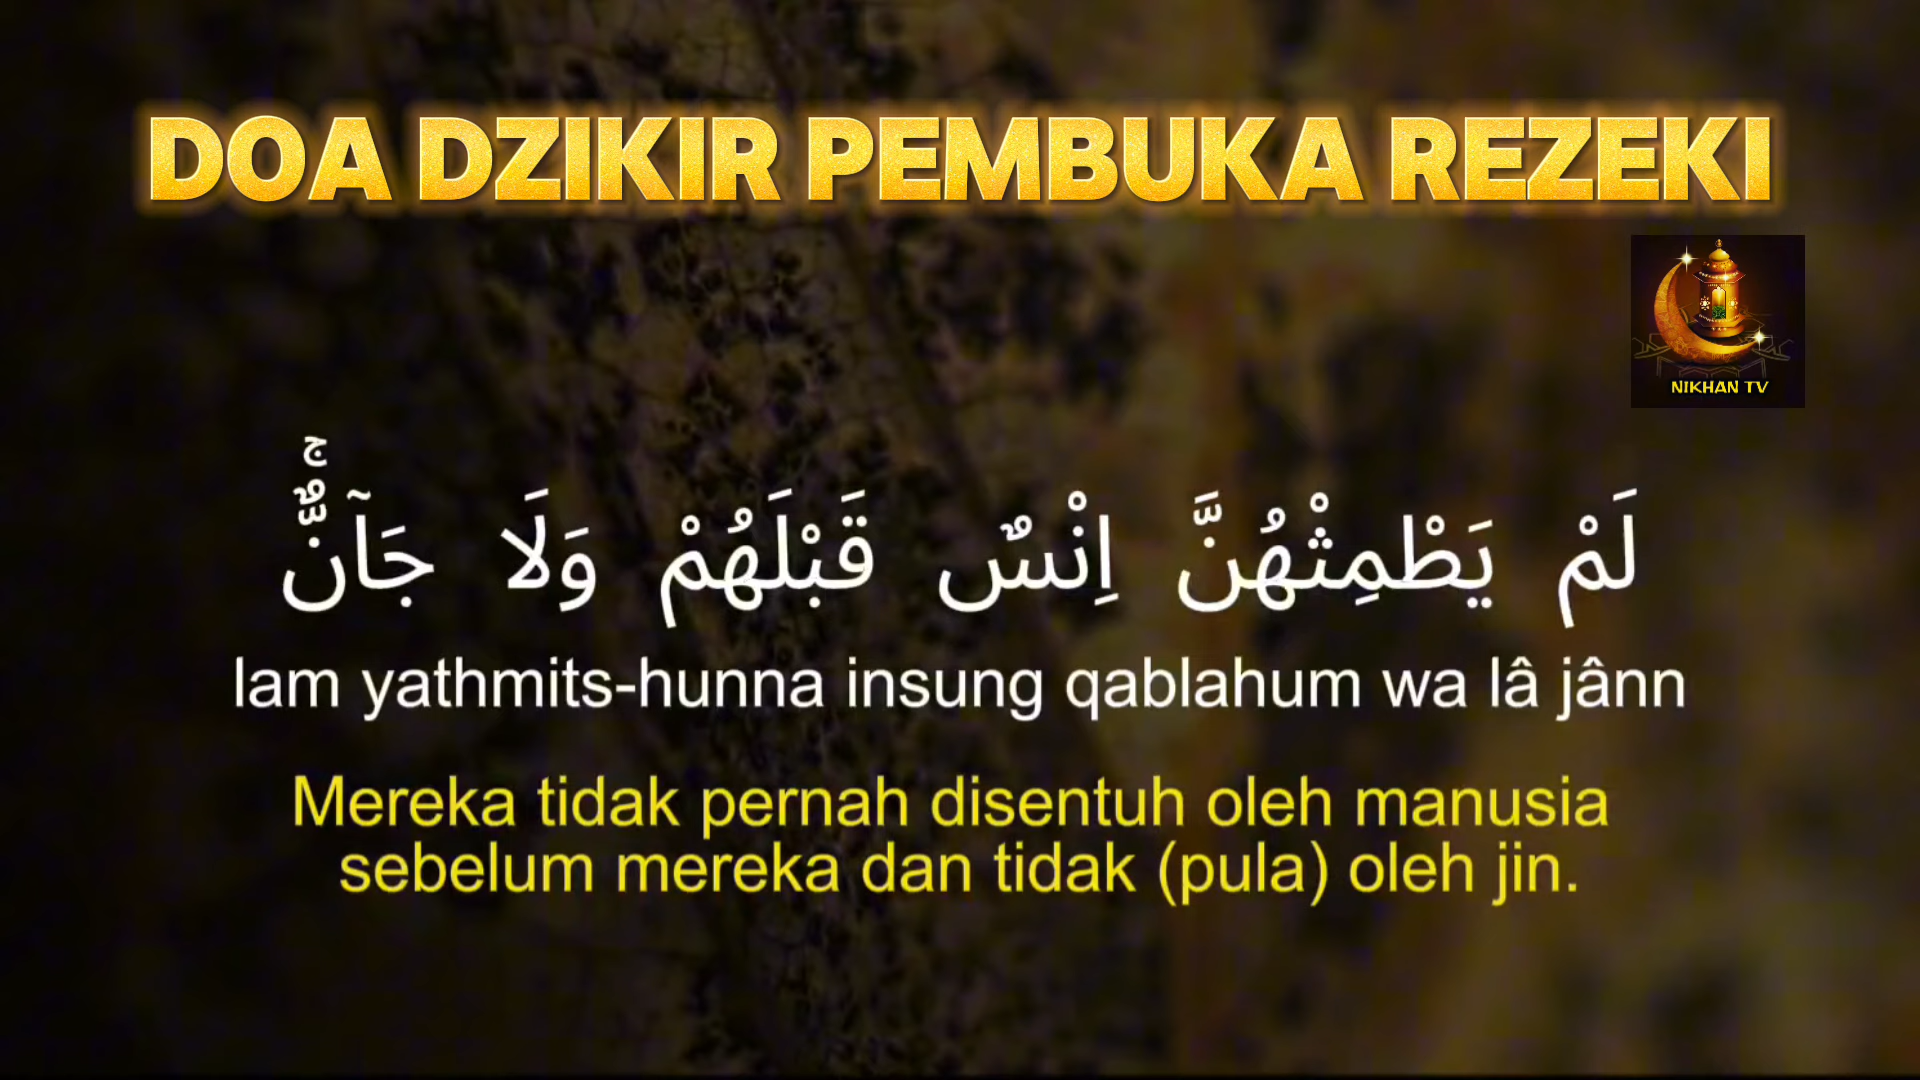 DOA DZIKIR PEMBUKA REZEKI
NIKHAN TV
لَمْ يَطْمِثْهُنَّ اِنْسٌ قَبْلَهُمْ وَلَا جَاۤنٌّۚ
lam yathmits-hunna insung qablahum wa lâ jânn
Mereka tidak pernah disentuh oleh manusia
sebelum mereka dan tidak (pula) oleh jin.